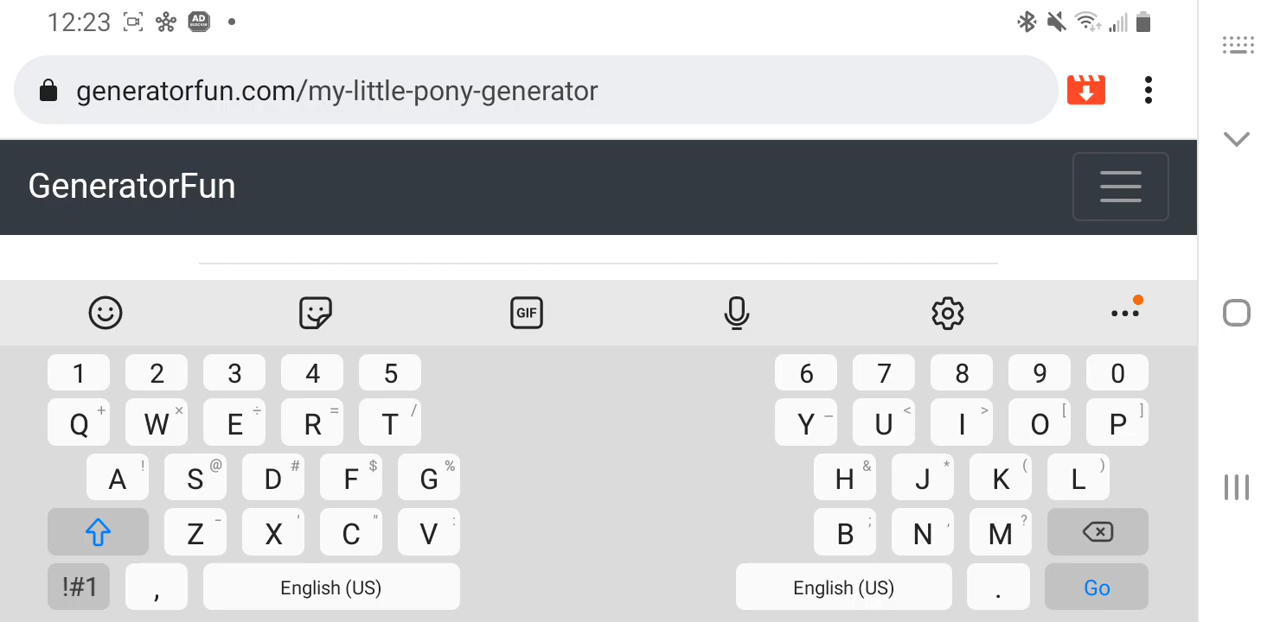 12:23
AD
generatorfun.com/my-little-pony-generator
GeneratorFun
GIF
1 2 3 4 5 6 7 8 9 0
Q + W × E ÷ R = T / Y _ U < I > O [ P ]
A ! S @ D # F $ G % H & J * K ( L )
Z - X ' C " V : B ; N , M ?
!#1 , English (US) English (US) . Go